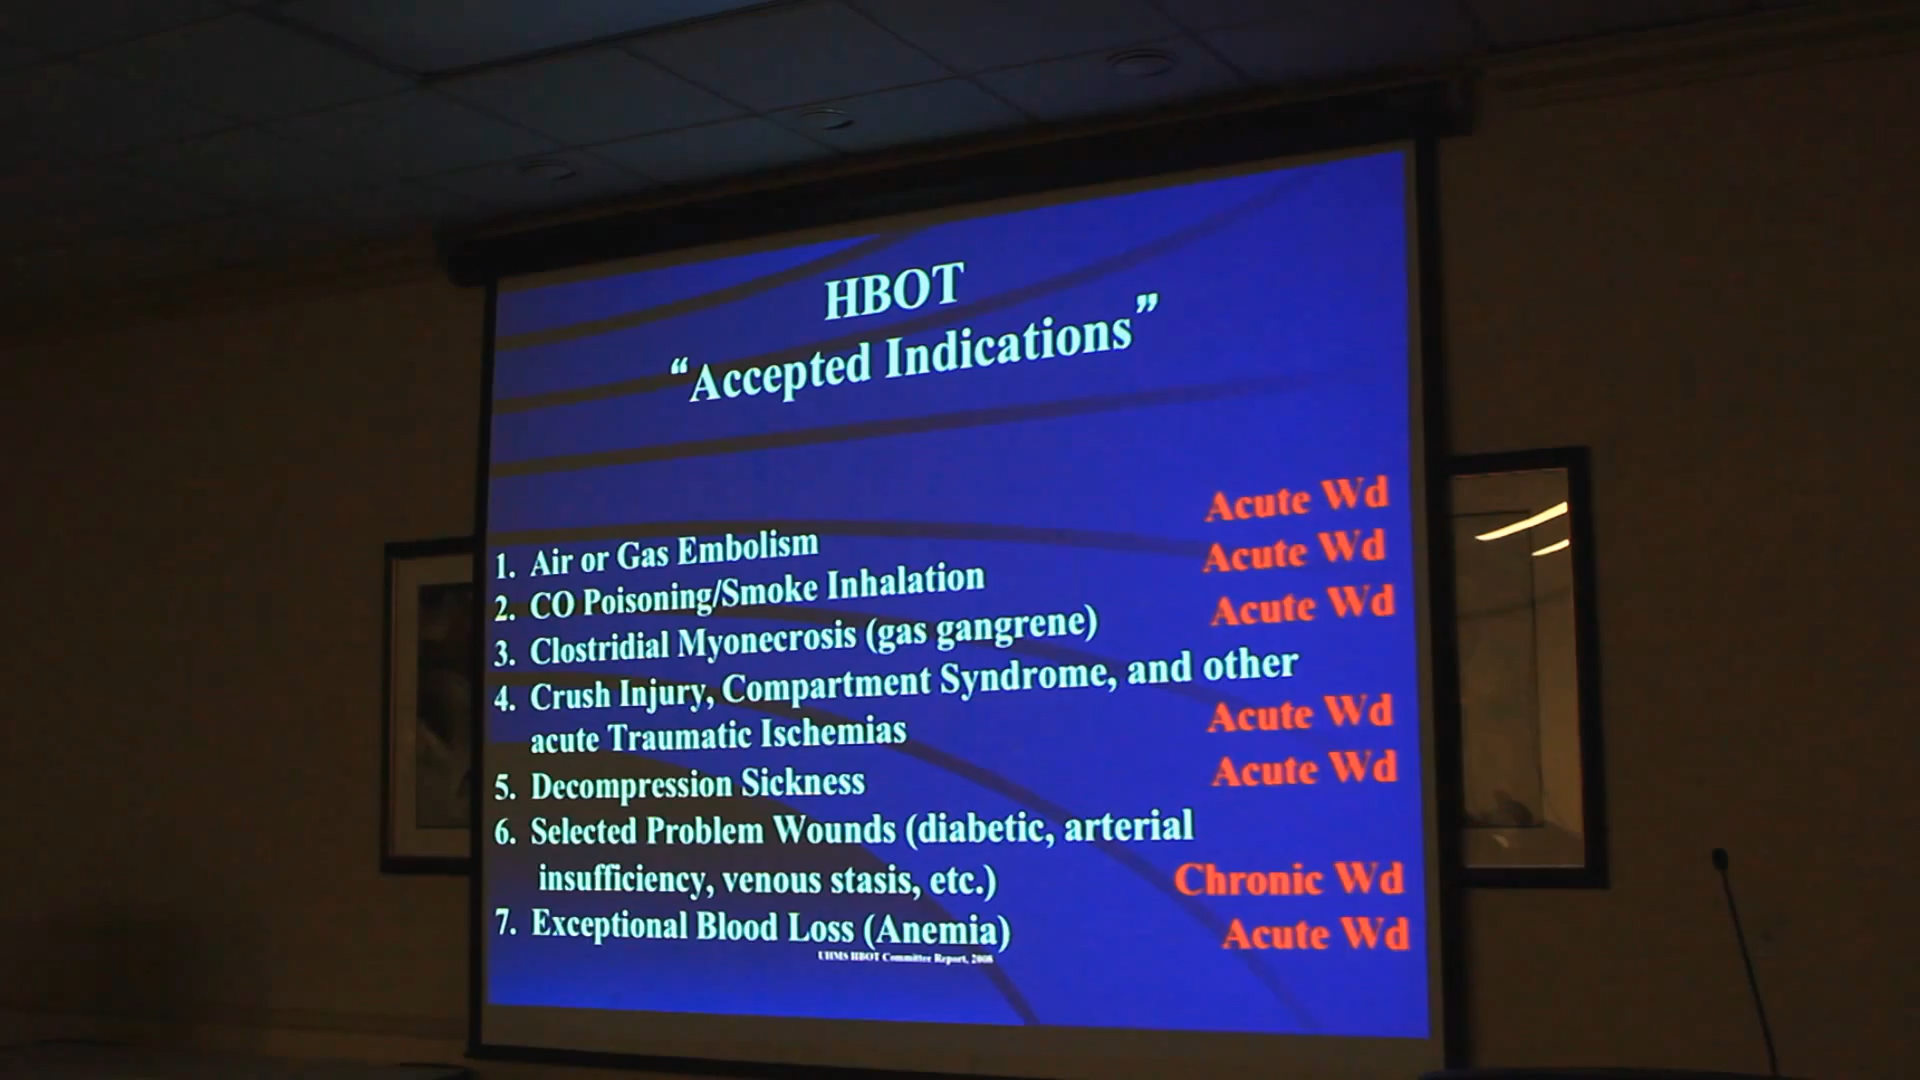 HBOT
“Accepted Indications”
Acute Wd
1. Air or Gas Embolism
Acute Wd
2. CO Poisoning/Smoke Inhalation
Acute Wd
3. Clostridial Myonecrosis (gas gangrene)
4. Crush Injury, Compartment Syndrome, and other
acute Traumatic Ischemias
Acute Wd
5. Decompression Sickness
Acute Wd
6. Selected Problem Wounds (diabetic, arterial
insufficiency, venous stasis, etc.)
Chronic Wd
7. Exceptional Blood Loss (Anemia)
Acute Wd
UHMS HBOT Committee Report, 2008